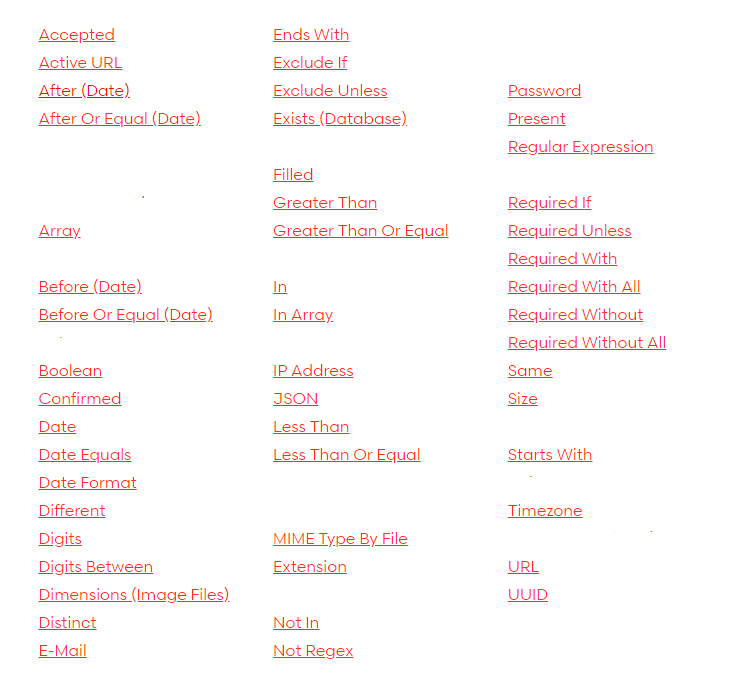 Accepted
Active URL
After (Date)
After Or Equal (Date)
Array
Before (Date)
Before Or Equal (Date)
Boolean
Confirmed
Date
Date Equals
Date Format
Different
Digits
Digits Between
Dimensions (Image Files)
Distinct
E-Mail
Ends With
Exclude If
Exclude Unless
Exists (Database)
Filled
Greater Than
Greater Than Or Equal
In
In Array
IP Address
JSON
Less Than
Less Than Or Equal
MIME Type By File
Extension
Not In
Not Regex
Password
Present
Regular Expression
Required If
Required Unless
Required With
Required With All
Required Without
Required Without All
Same
Size
Starts With
Timezone
URL
UUID